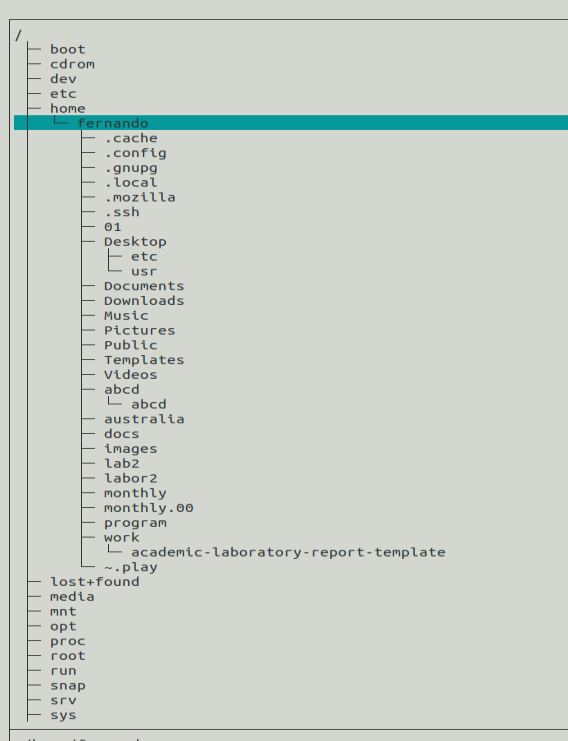 /
boot
cdrom
dev
etc
home
fernando
.cache
.config
.gnupg
.local
.mozilla
.ssh
01
Desktop
etc
usr
Documents
Downloads
Music
Pictures
Public
Templates
Videos
abcd
abcd
australia
docs
images
lab2
labor2
monthly
monthly.00
program
work
academic-laboratory-report-template
~.play
lost+found
media
mnt
opt
proc
root
run
snap
srv
sys